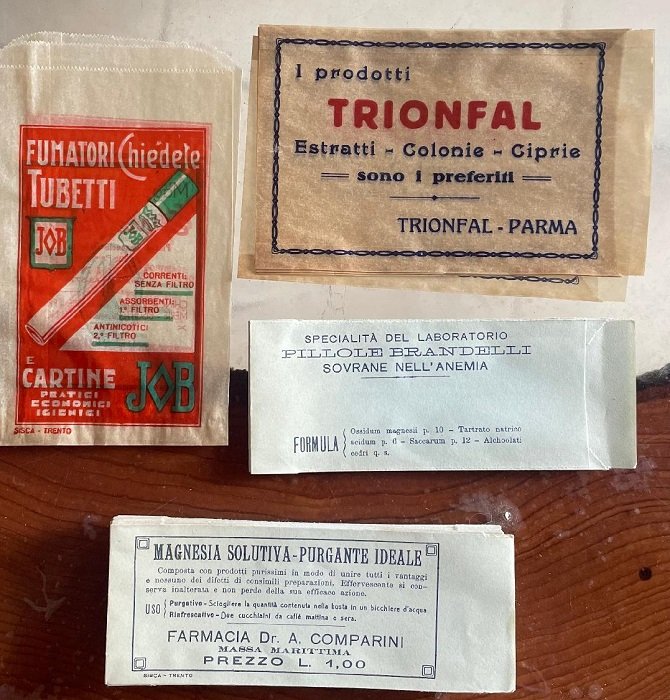 FUMATORI Chiedete
TUBETTI
JOB
JOB
CORRENTI:
SENZA FILTRO
ASSORBENTI:
1.º FILTRO
ANTINICOTICI
2.º FILTRO
E
CARTINE JOB
PRATICI
ECONOMICI
IGIENICI
SISCA - TRENTO
I prodotti
TRIONFAL
Estratti - Colonie - Ciprie
sono i preferiti
TRIONFAL - PARMA
SPECIALITÀ DEL LABORATORIO
PILLOLE BRANDELLI
SOVRANE NELL'ANEMIA
FORMULA
Ossidum magnesii p. 10 - Tartrato natrico
acidum p. 6 - Saccarum p. 12 - Alchoolati
cedri q. s.
MAGNESIA SOLUTIVA-PURGANTE IDEALE
Composta con prodotti purissimi in modo di unire tutti i vantaggi
e nessuno dei difetti di consimili preparazioni. Effervescente si con-
serva inalterata e non perde della sua efficace azione.
USO
Purgativo - Sciogliere la quantità contenuta nella busta in un bicchiere d'acqua
Rinfrescativo - Due cucchiaini da caffè mattina e sera.
FARMACIA Dr. A. COMPARINI
MASSA MARITTIMA
PREZZO L. 1,00
SISCA - TRENTO